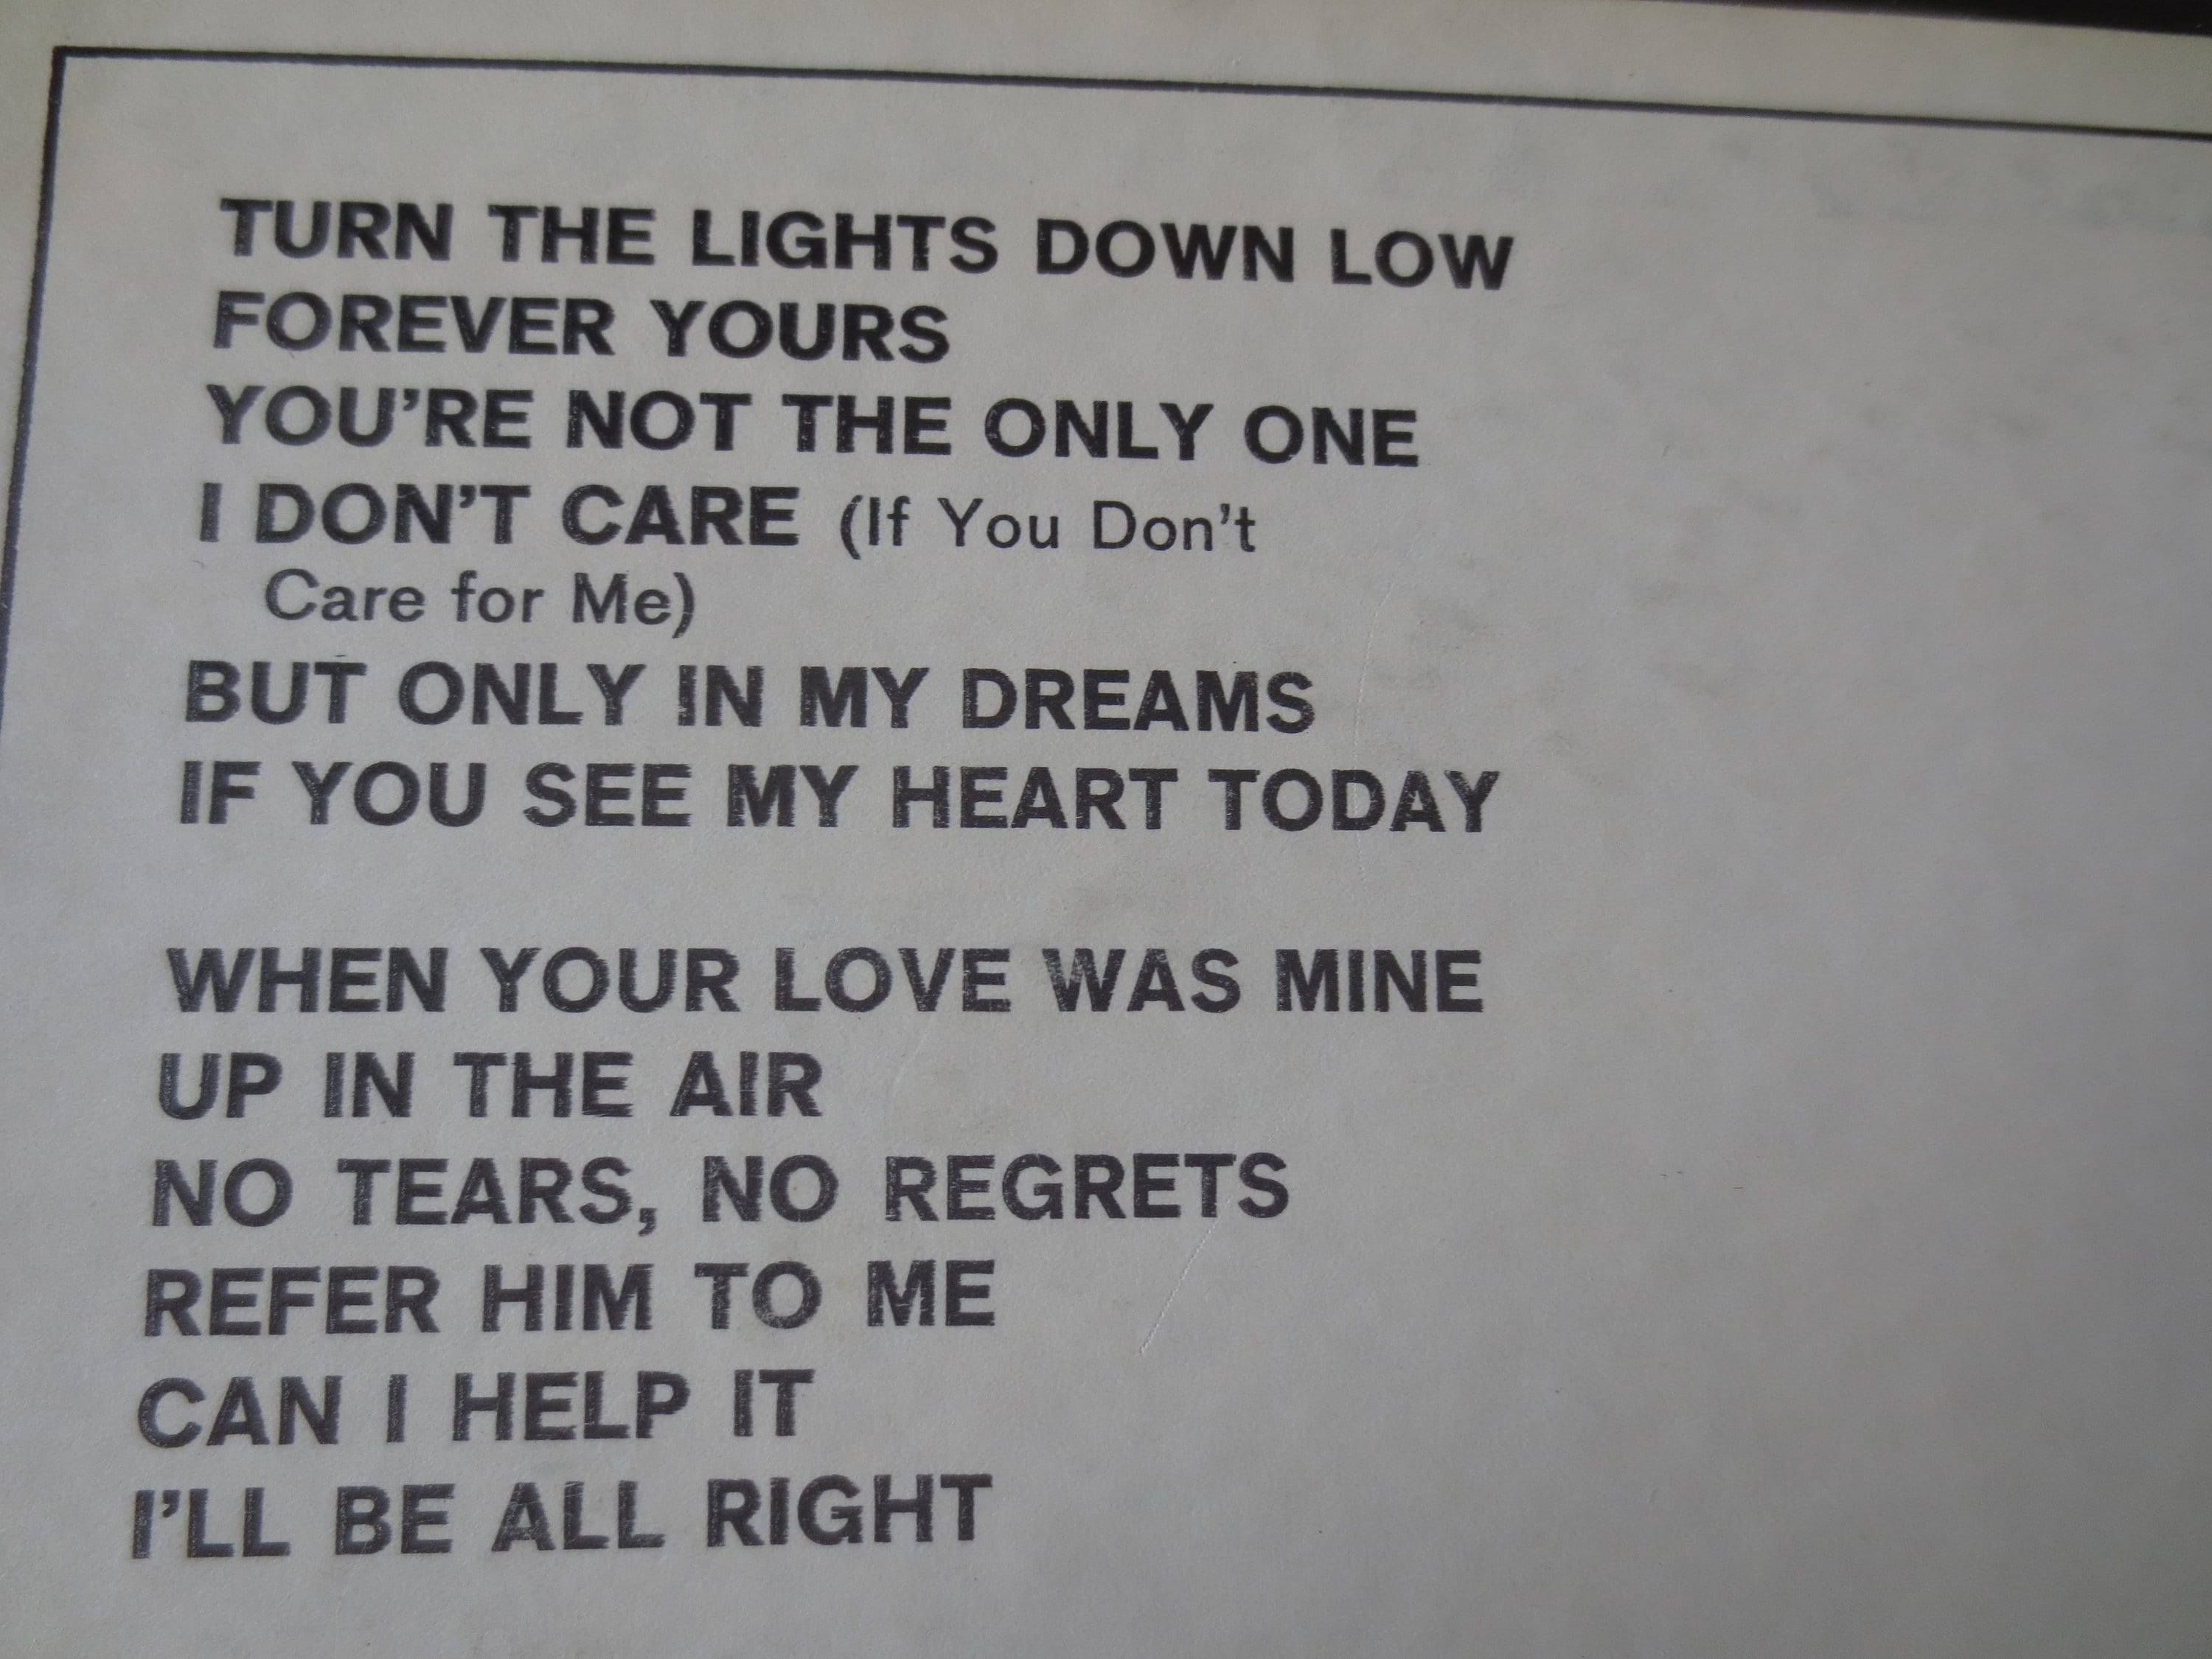 TURN THE LIGHTS DOWN LOW
FOREVER YOURS
YOU'RE NOT THE ONLY ONE
I DON'T CARE (If You Don't
Care for Me)
BUT ONLY IN MY DREAMS
IF YOU SEE MY HEART TODAY
WHEN YOUR LOVE WAS MINE
UP IN THE AIR
NO TEARS, NO REGRETS
REFER HIM TO ME
CAN I HELP IT
I'LL BE ALL RIGHT